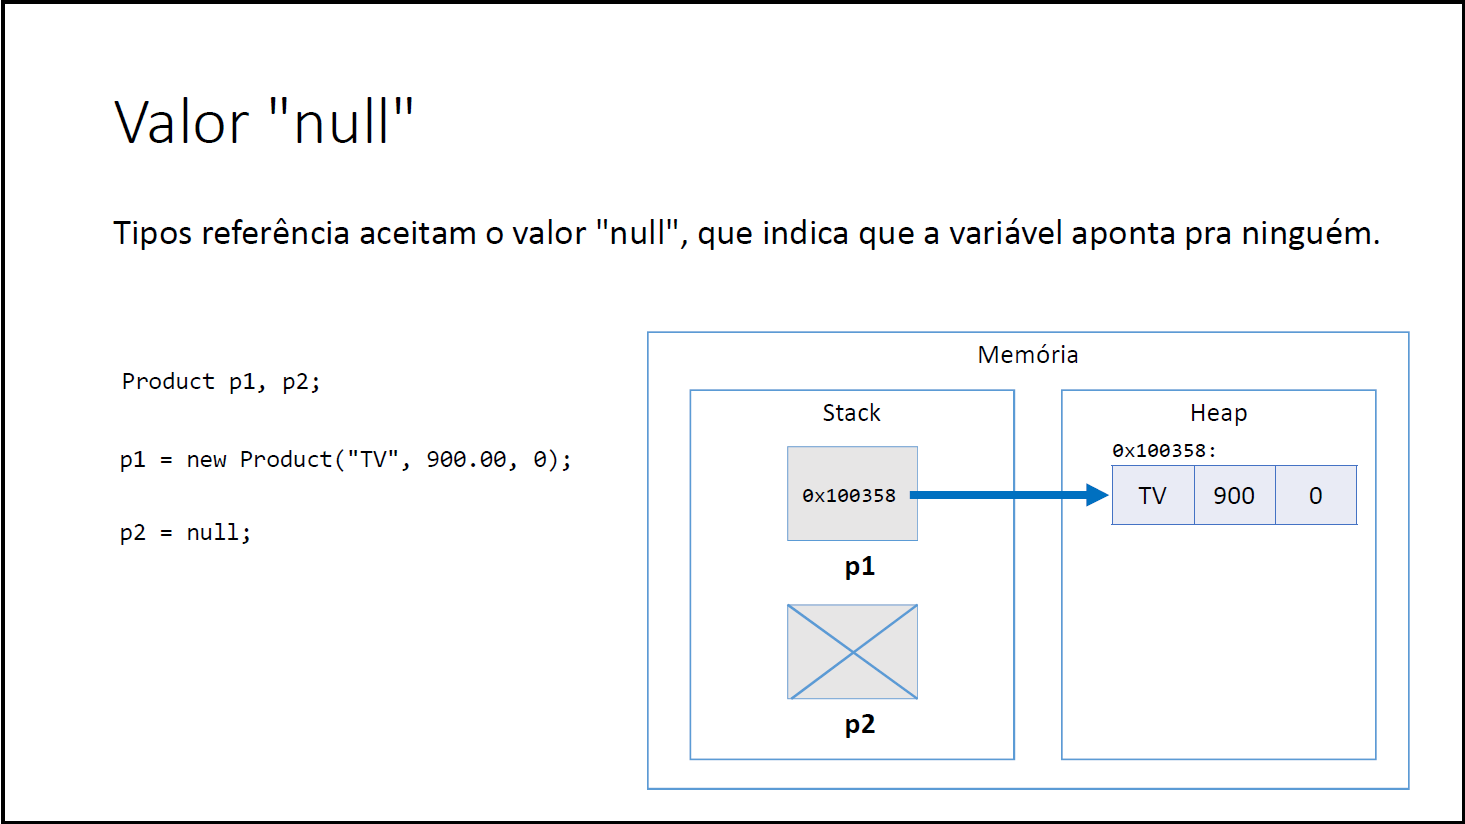 Valor "null"
Tipos referência aceitam o valor "null", que indica que a variável aponta pra ninguém.
Product p1, p2;
p1 = new Product("TV", 900.00, 0);
p2 = null;
Memória
Stack
0x100358
p1
p2
Heap
0x100358:
TV 900 0